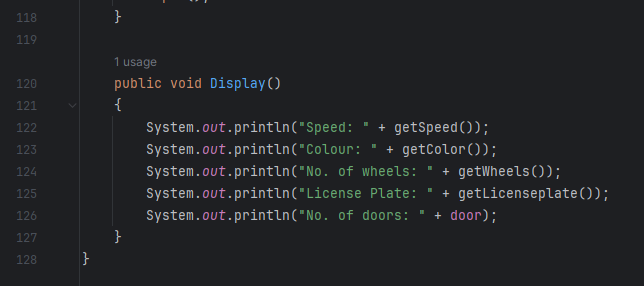 118 }
119
1 usage
120 public void Display()
121 {
122 System.out.println("Speed: " + getSpeed());
123 System.out.println("Colour: " + getColor());
124 System.out.println("No. of wheels: " + getWheels());
125 System.out.println("License Plate: " + getLicenseplate());
126 System.out.println("No. of doors: " + door);
127 }
128 }